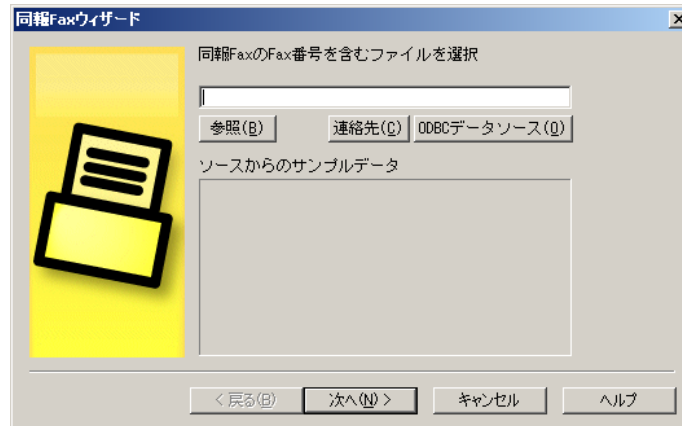 同報Faxウィザード
同報FaxのFax番号を含むファイルを選択
参照(B) 連絡先(C) ODBCデータソース(O)
ソースからのサンプルデータ
< 戻る(B) 次へ(N) > キャンセル ヘルプ